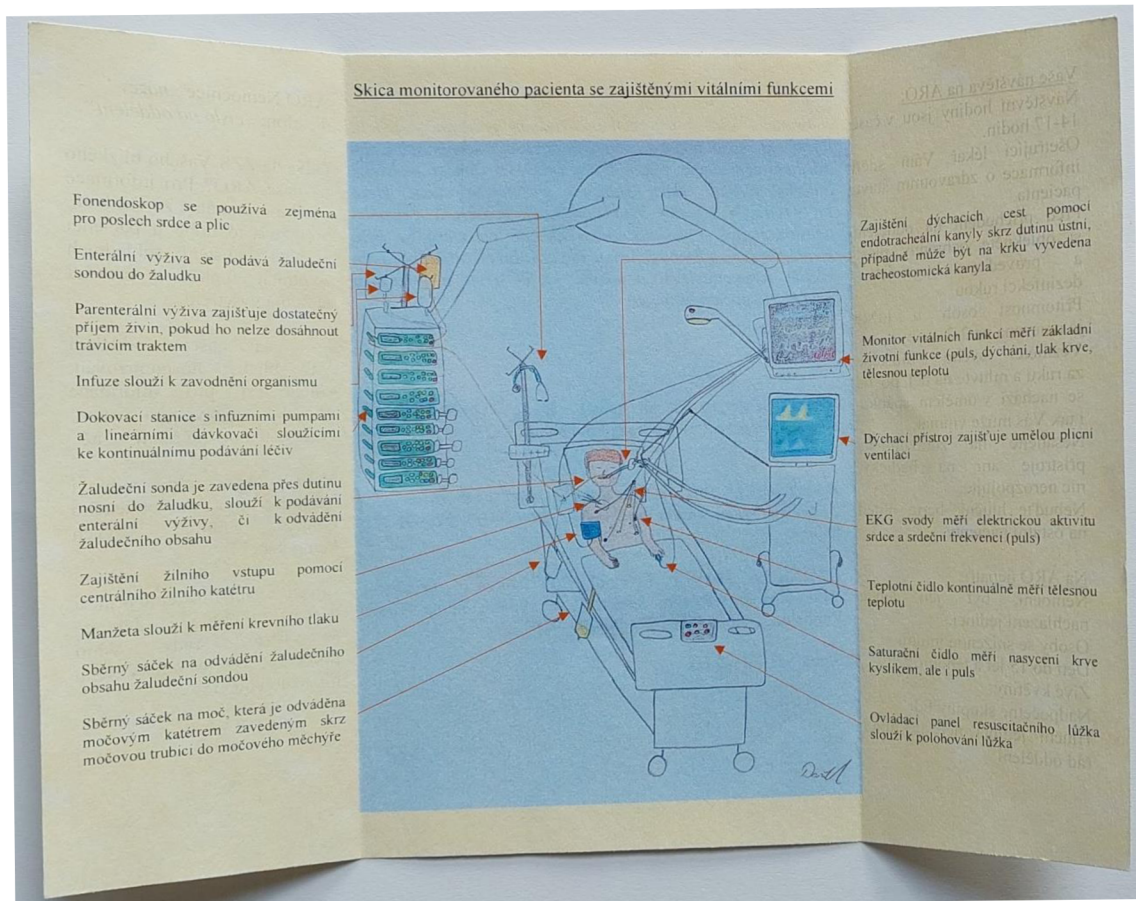 Skica monitorovaného pacienta se zajištěnými vitálními funkcemi
Fonendoskop se používá zejména
pro poslech srdce a plic
Enterální výživa se podává žaludeční
sondou do žaludku
Parenterální výživa zajišťuje dostatečný
příjem živin, pokud ho nelze dosáhnout
trávicím traktem
Infuze slouží k zavodnění organismu
Dokovací stanice s infuzními pumpami
a lineárními dávkovači sloužícími
ke kontinuálnímu podávání léčiv
Žaludeční sonda je zavedena přes dutinu
nosní do žaludku, slouží k podávání
enterální výživy, či k odvádění
žaludečního obsahu
Zajištění žilního vstupu pomocí
centrálního žilního katétru
Manžeta slouží k měření krevního tlaku
Sběrný sáček na odvádění žaludečního
obsahu žaludeční sondou
Sběrný sáček na moč, která je odváděna
močovým katétrem zavedeným skrz
močovou trubici do močového měchýře
Zajištění dýchacích cest pomocí
endotracheální kanyly skrz dutinu ústní,
případně může být na krku vyvedena
tracheostomická kanyla
Monitor vitálních funkcí měří základní
životní funkce (puls, dýchání, tlak krve,
tělesnou teplotu
Dýchací přístroj zajišťuje umělou plicní
ventilaci
EKG svody měří elektrickou aktivitu
srdce a srdeční frekvenci (puls)
Teplotní čidlo kontinuálně měří tělesnou
teplotu
Saturační čidlo měří nasycení krve
kyslíkem, ale i puls
Ovládací panel resuscitačního lůžka
slouží k polohování lůžka